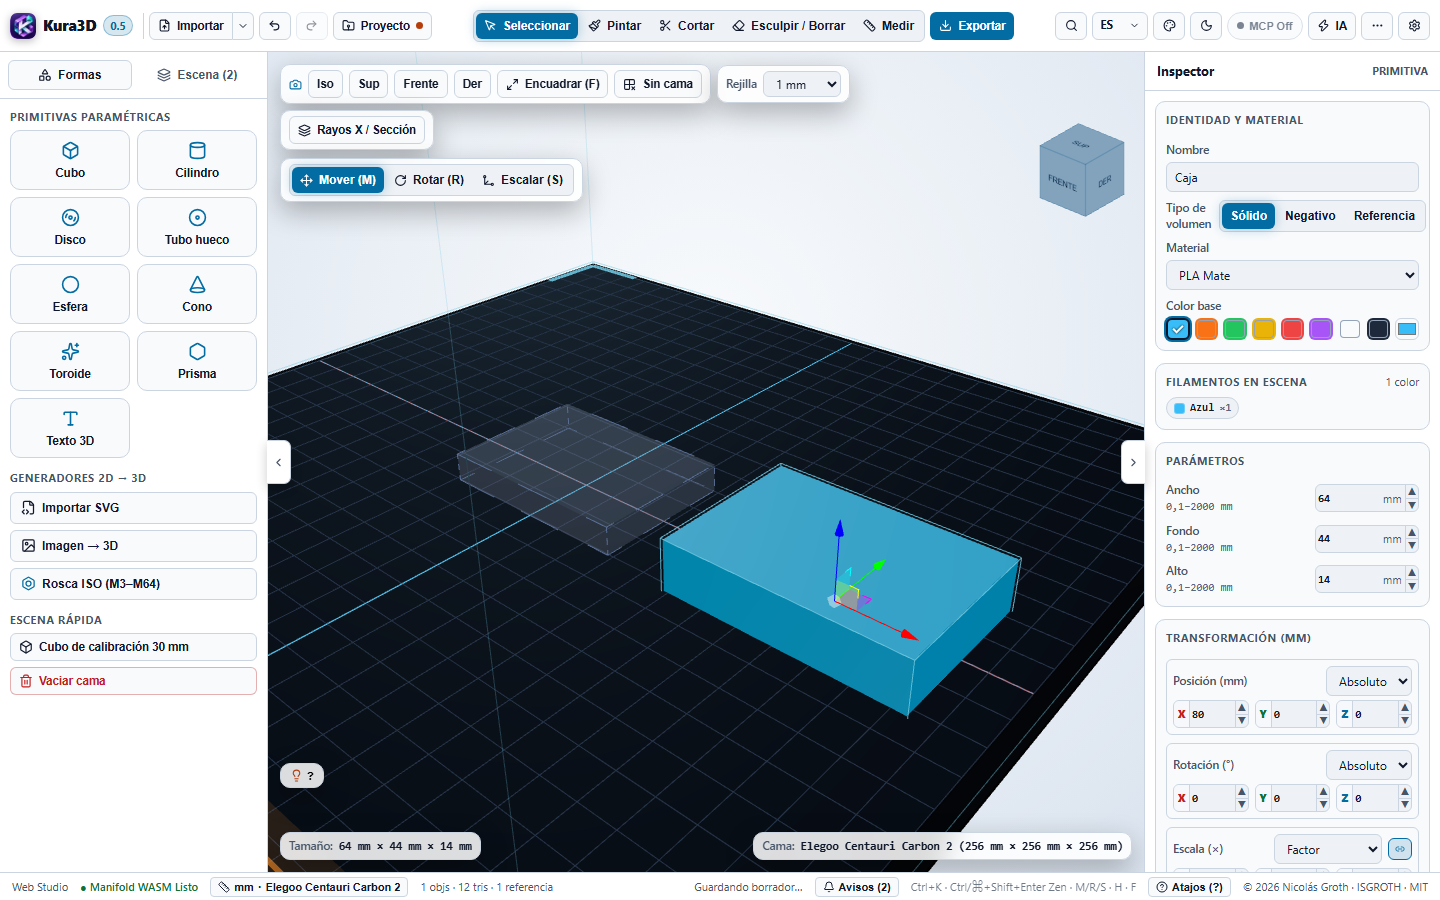 Kura3D 0.5 Importar Proyecto Seleccionar Pintar Cortar Esculpir / Borrar Medir Exportar ES MCP Off IA ···
Formas Escena (2)
PRIMITIVAS PARAMÉTRICAS
Cubo Cilindro
Disco Tubo hueco
Esfera Cono
Toroide Prisma
Texto 3D
GENERADORES 2D → 3D
Importar SVG
Imagen → 3D
Rosca ISO (M3–M64)
ESCENA RÁPIDA
Cubo de calibración 30 mm
Vaciar cama
Iso Sup Frente Der Encuadrar (F) Sin cama Rejilla 1 mm
Rayos X / Sección
Mover (M) Rotar (R) Escalar (S)
SUP
FRENTE DER
?
Tamaño: 64 mm × 44 mm × 14 mm
Cama: Elegoo Centauri Carbon 2 (256 mm × 256 mm × 256 mm)
Inspector PRIMITIVA
IDENTIDAD Y MATERIAL
Nombre
Caja
Tipo de volumen Sólido Negativo Referencia
Material
PLA Mate
Color base
FILAMENTOS EN ESCENA 1 color
Azul ×1
PARÁMETROS
Ancho 64 mm
0,1–2000 mm
Fondo 44 mm
0,1–2000 mm
Alto 14 mm
0,1–2000 mm
TRANSFORMACIÓN (MM)
Posición (mm) Absoluto
X 80 Y 0 Z 0
Rotación (°) Absoluto
X 0 Y 0 Z 0
Escala (×) Factor
Web Studio ● Manifold WASM Listo mm · Elegoo Centauri Carbon 2 1 objs · 12 tris · 1 referencia Guardando borrador... Avisos (2) Ctrl+K · Ctrl/⌘+Shift+Enter Zen · M/R/S · H · F Atajos (?) © 2026 Nicolás Groth · ISGROTH · MIT